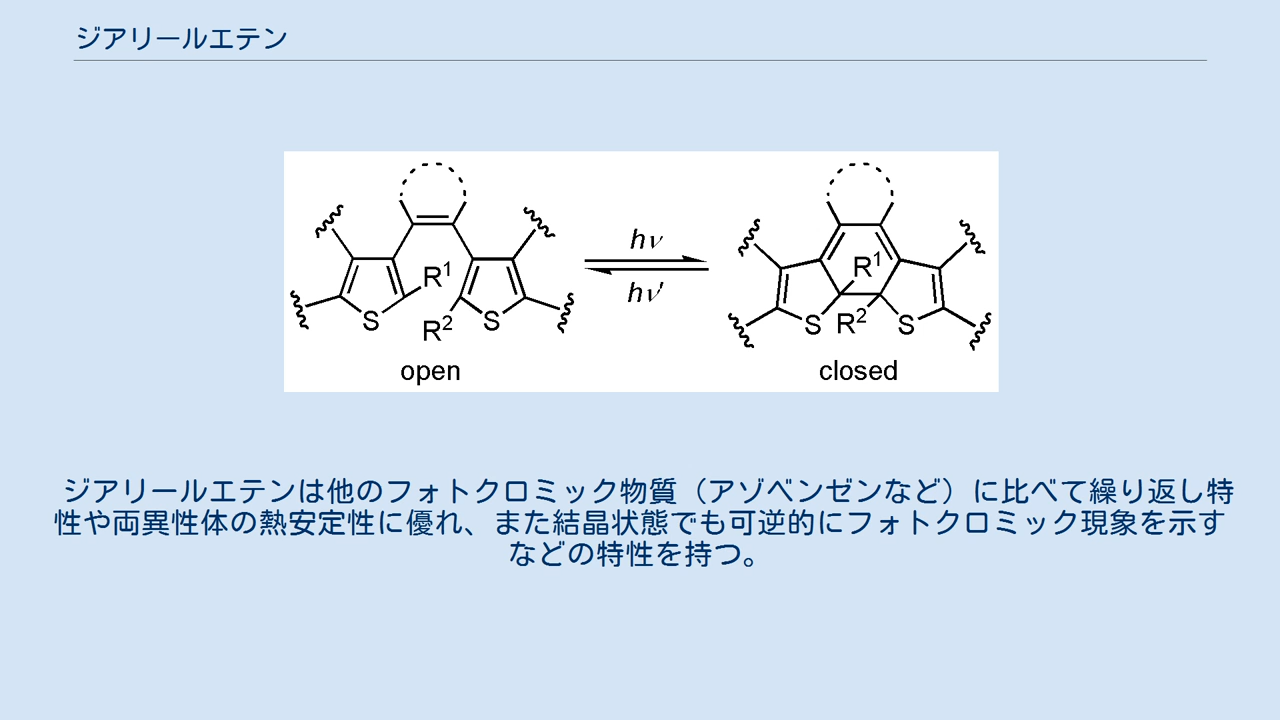 ジアリールエテン
hν
hν'
R¹
R²
S
S
open
R¹
R²
S
S
closed
ジアリールエテンは他のフォトクロミック物質（アゾベンゼンなど）に比べて繰り返し特
性や両異性体の熱安定性に優れ、また結晶状態でも可逆的にフォトクロミック現象を示す
などの特性を持つ。